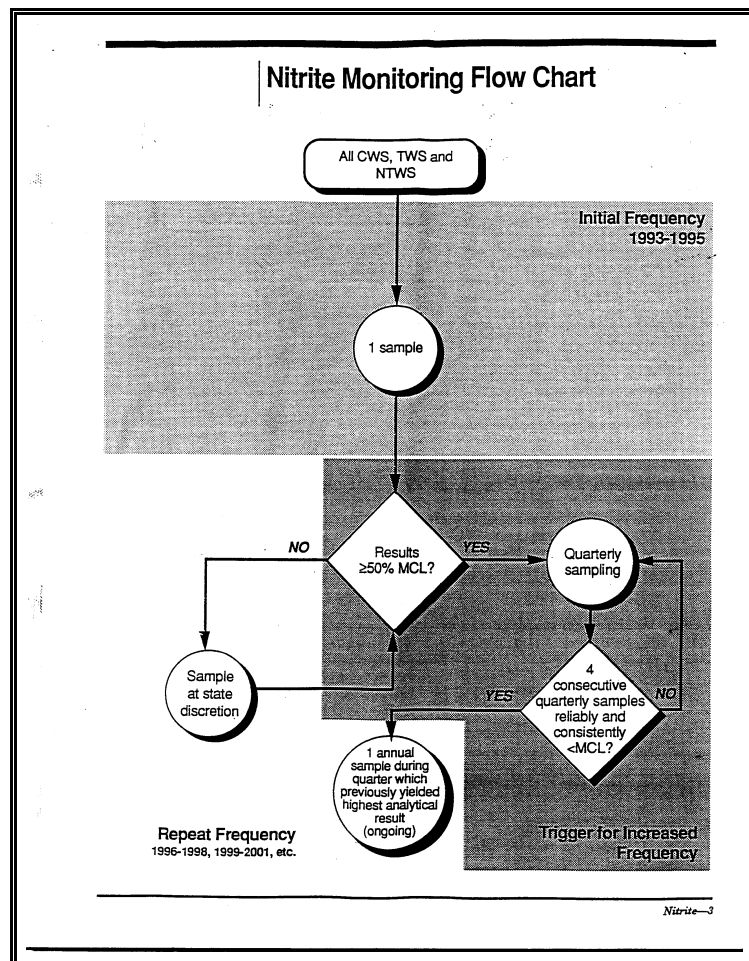 Nitrite Monitoring Flow Chart
All CWS, TWS and
NTWS
Initial Frequency
1993-1995
1 sample
NO
Results
≥50% MCL?
YES
Quarterly
sampling
Sample
at state
discretion
YES
4
consecutive
quarterly samples
reliably and
consistently
<MCL?
NO
1 annual
sample during
quarter which
previously yielded
highest analytical
result
(ongoing)
Repeat Frequency
1996-1998, 1999-2001, etc.
Trigger for Increased
Frequency
Nitrite—3